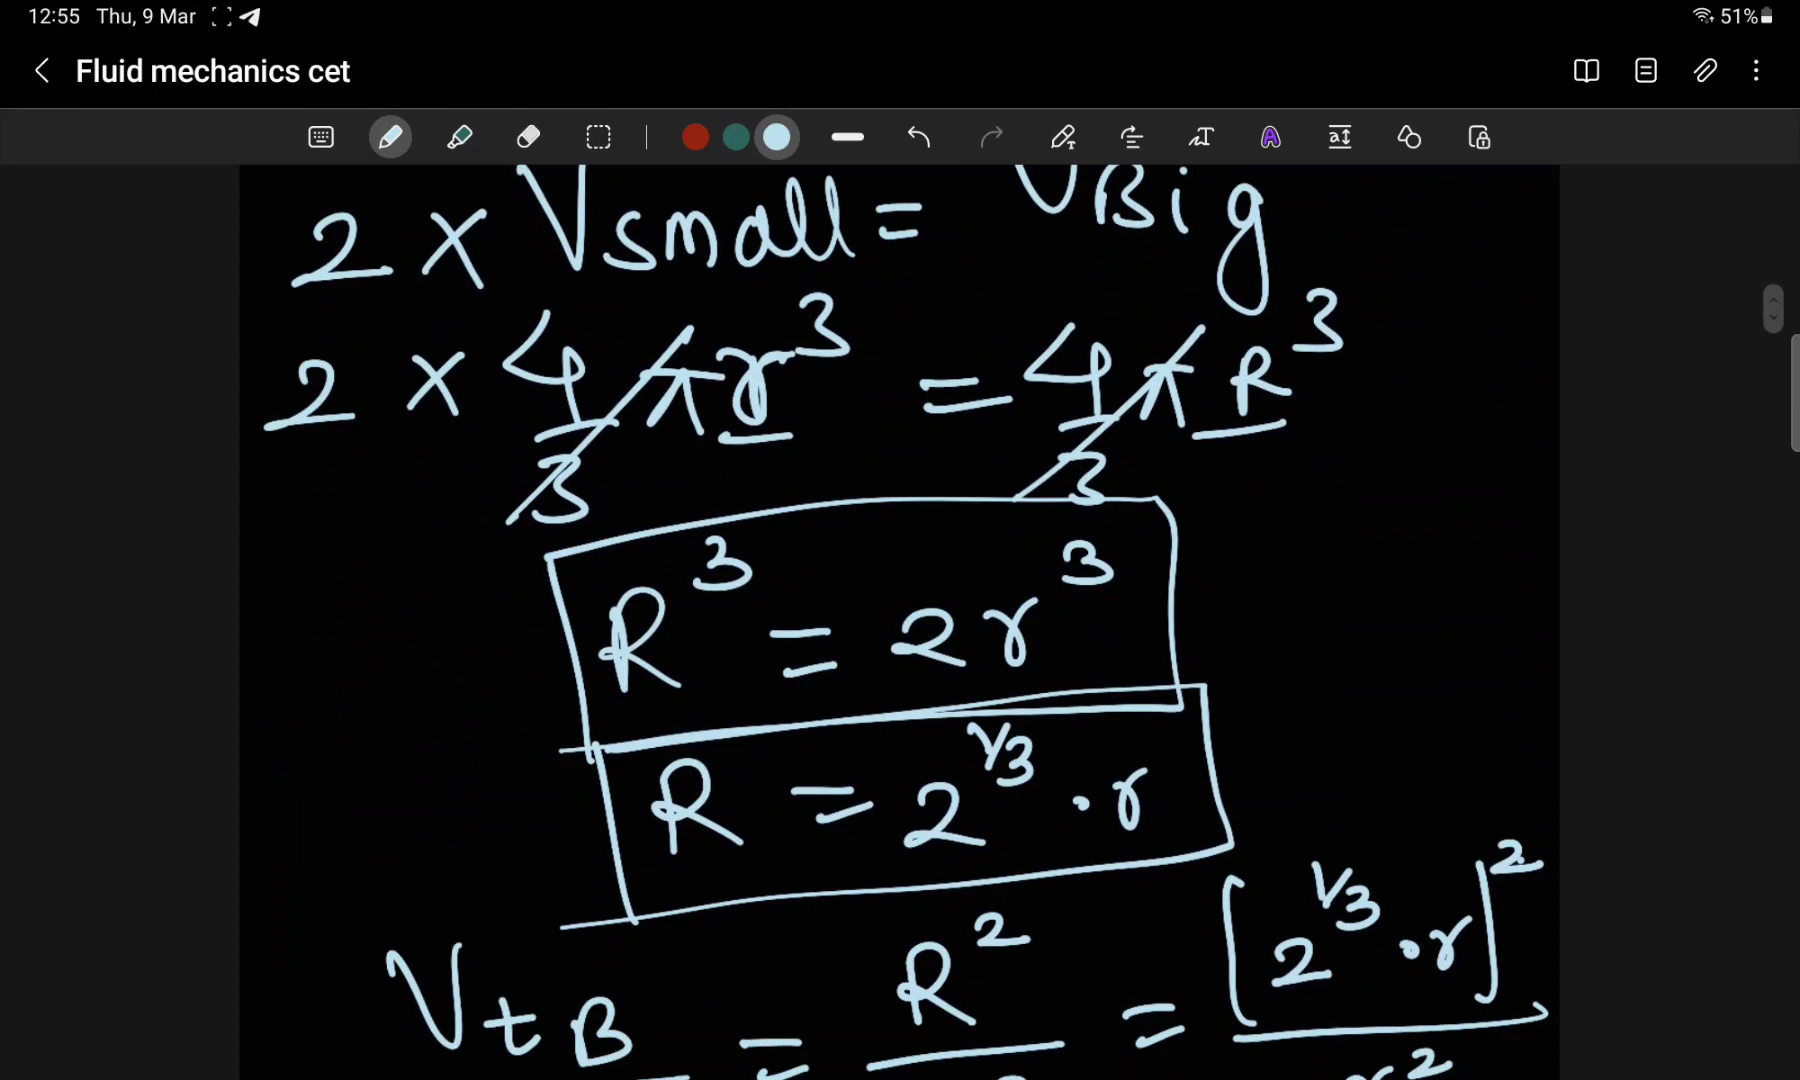 12:55 Thu, 9 Mar
51%
Fluid mechanics cet
2 × Vsmall = VBig
2 × 4/3 π r³ = 4/3 π R³
R³ = 2r³
R = 2^1/3 · r
VtB = R² = [2^1/3 · r]²
r²